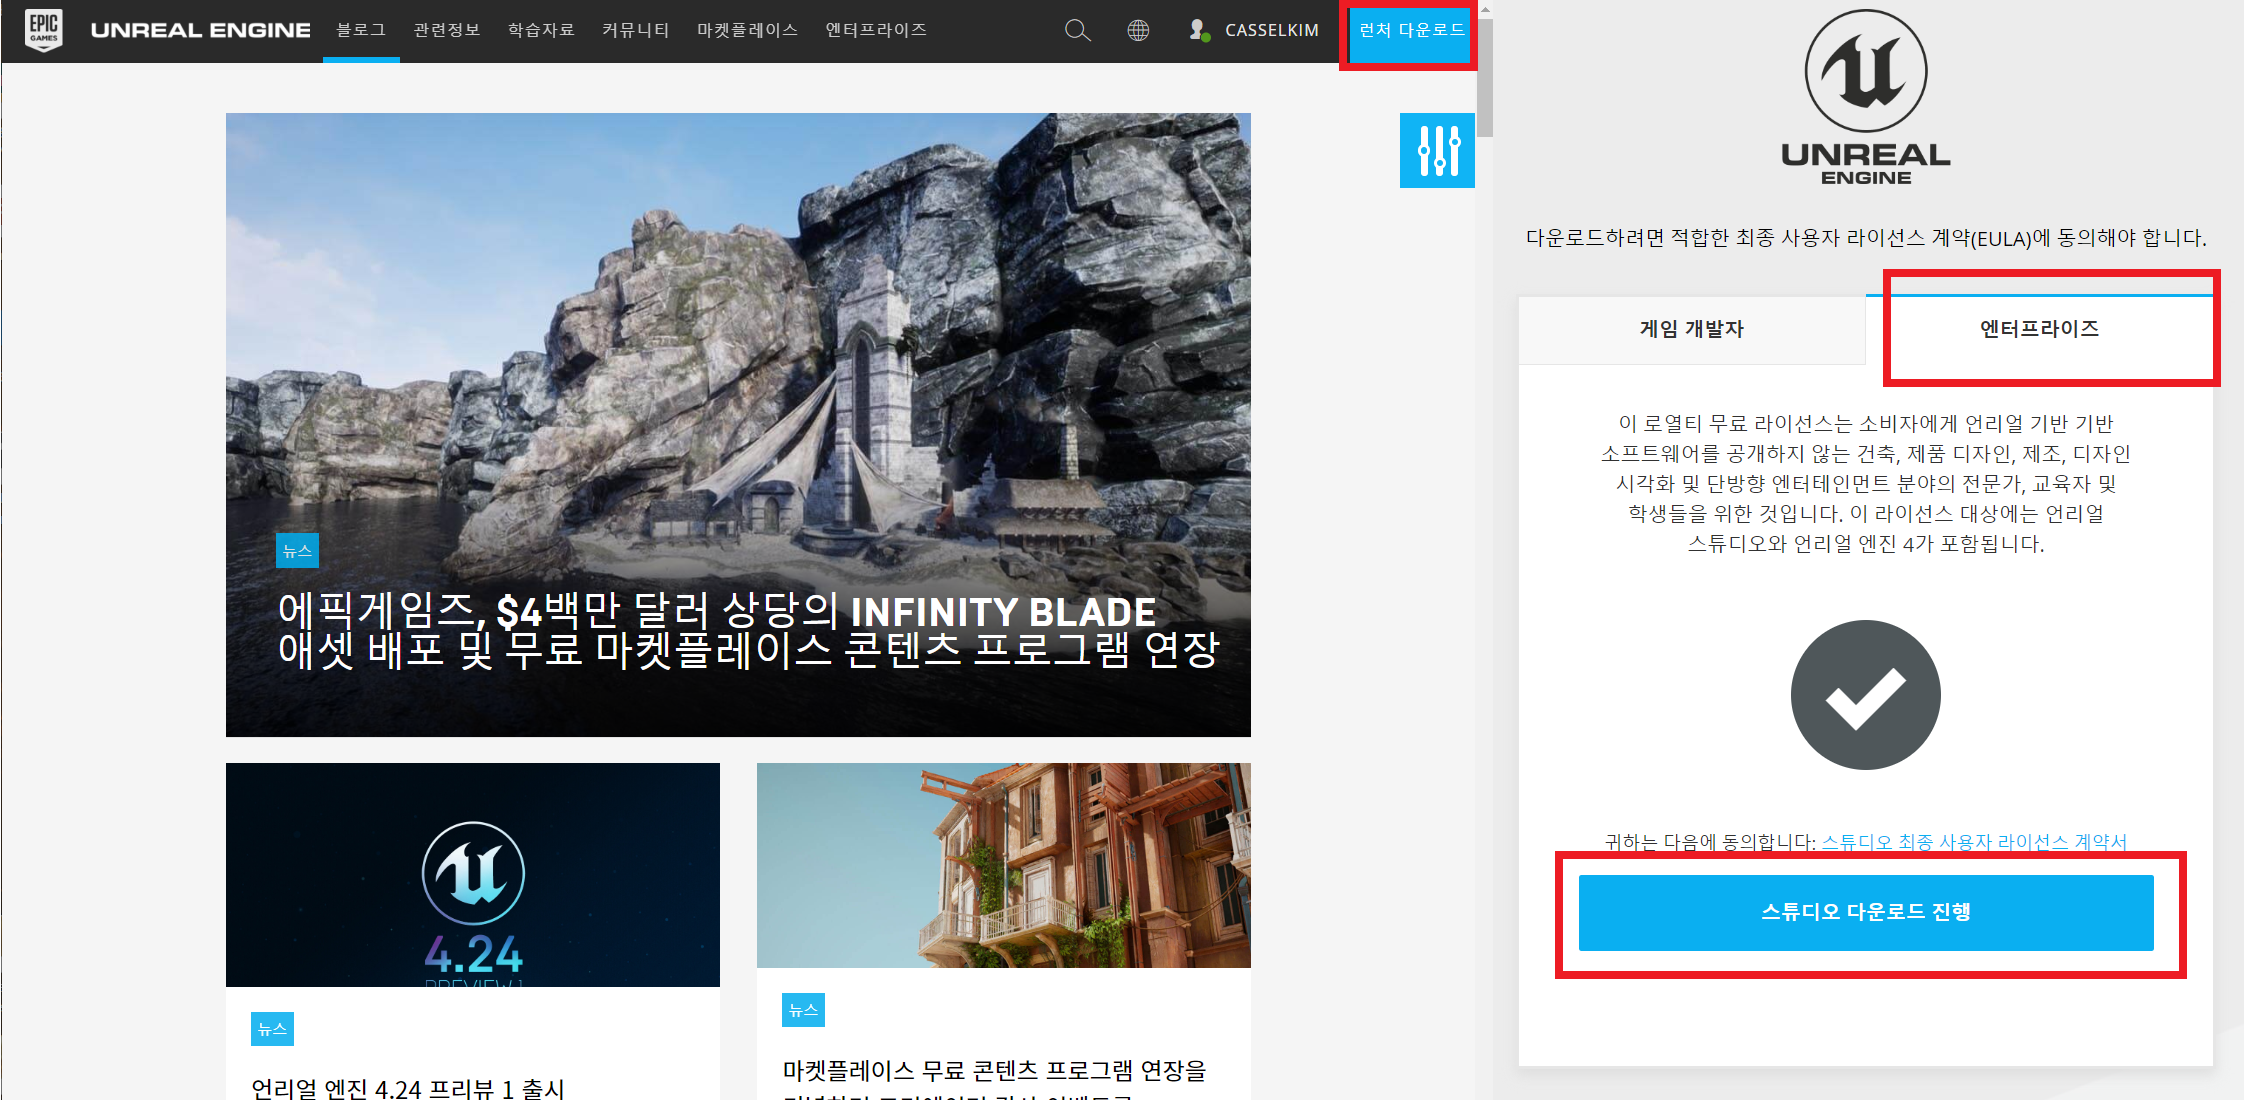 EPIC
GAMES
UNREAL ENGINE
블로그
관련정보
학습자료
커뮤니티
마켓플레이스
엔터프라이즈
CASSELKIM
런처 다운로드
뉴스
에픽게임즈, $4백만 달러 상당의 INFINITY BLADE
애셋 배포 및 무료 마켓플레이스 콘텐츠 프로그램 연장
4.24
PREVIEW 1
뉴스
언리얼 엔진 4.24 프리뷰 1 출시
뉴스
마켓플레이스 무료 콘텐츠 프로그램 연장을
UNREAL
ENGINE
다운로드하려면 적합한 최종 사용자 라이선스 계약(EULA)에 동의해야 합니다.
게임 개발자
엔터프라이즈
이 로열티 무료 라이선스는 소비자에게 언리얼 기반 기반
소프트웨어를 공개하지 않는 건축, 제품 디자인, 제조, 디자인
시각화 및 단방향 엔터테인먼트 분야의 전문가, 교육자 및
학생들을 위한 것입니다. 이 라이선스 대상에는 언리얼
스튜디오와 언리얼 엔진 4가 포함됩니다.
귀하는 다음에 동의합니다: 스튜디오 최종 사용자 라이선스 계약서
스튜디오 다운로드 진행